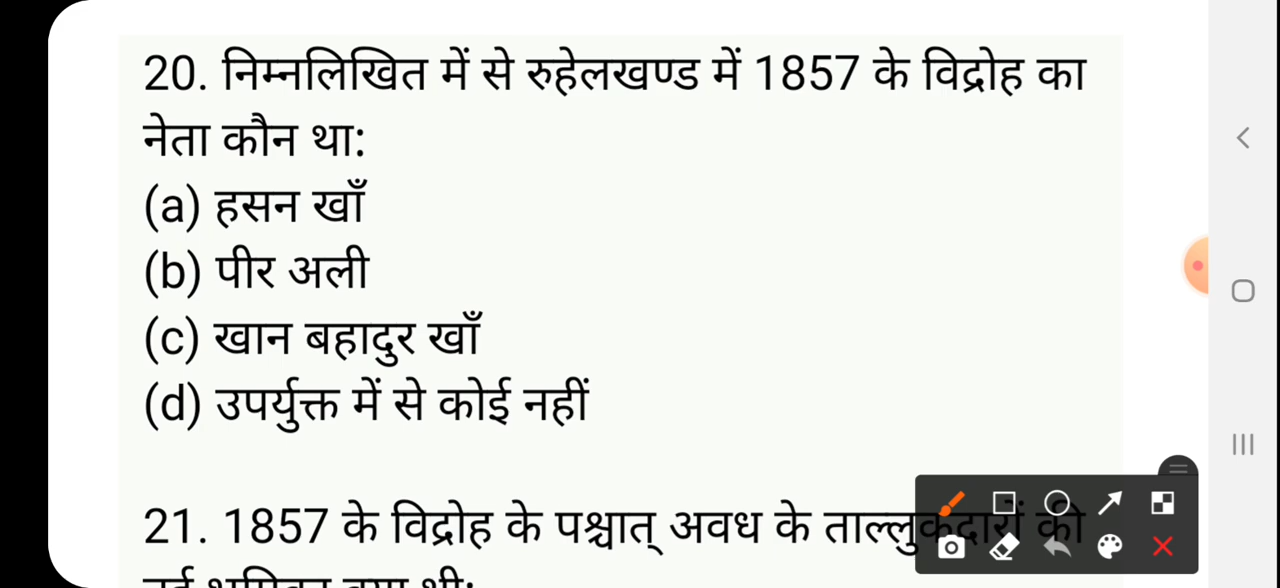 20. निम्नलिखित में से रुहेलखण्ड में 1857 के विद्रोह का
नेता कौन था:
(a) हसन खाँ
(b) पीर अली
(c) खान बहादुर खाँ
(d) उपर्युक्त में से कोई नहीं
21. 1857 के विद्रोह के पश्चात् अवध के ताल्लुकदारों की